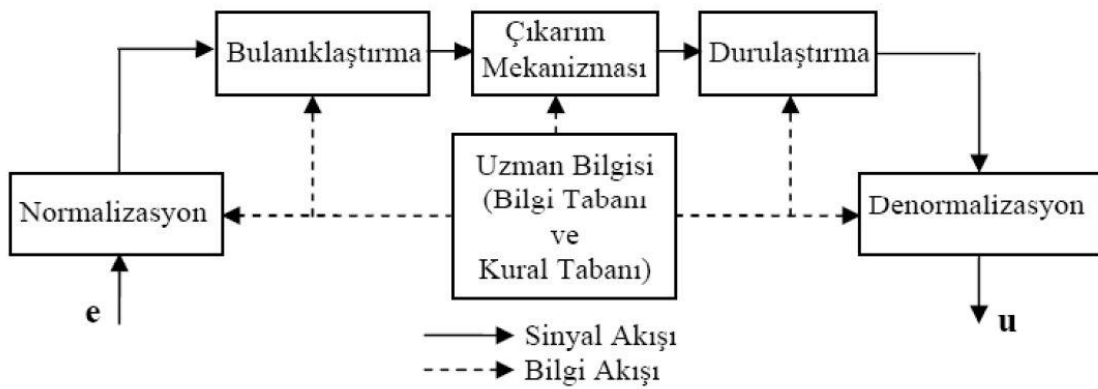 Bulanıklaştırma
Çıkarım
Mekanizması
Durulaştırma
Normalizasyon
Uzman Bilgisi
(Bilgi Tabanı
ve
Kural Tabanı)
Denormalizasyon
e
u
Sinyal Akışı
Bilgi Akışı